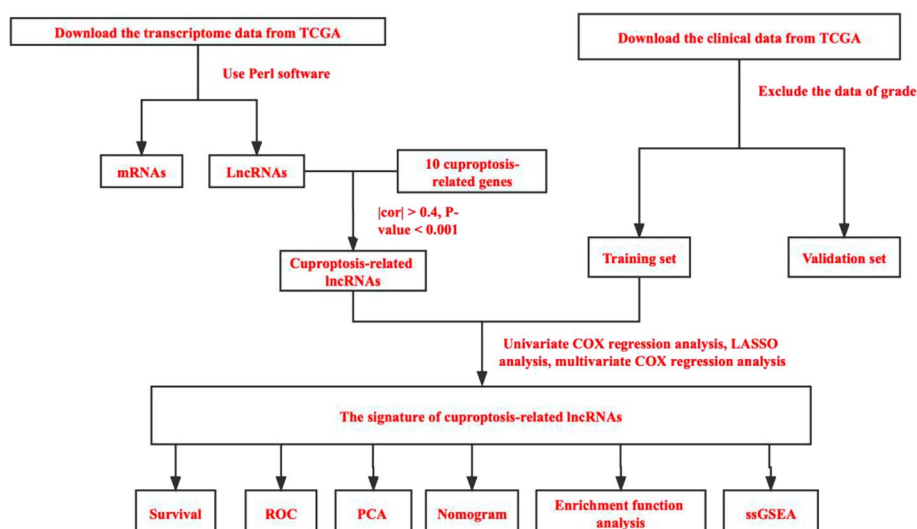 Download the transcriptome data from TCGA
Download the clinical data from TCGA
Use Perl software
Exclude the data of grade
mRNAs
LncRNAs
10 cuproptosis-
related genes
|cor| > 0.4, P-
value < 0.001
Cuproptosis-related
lncRNAs
Training set
Validation set
Univariate COX regression analysis, LASSO
analysis, multivariate COX regression analysis
The signature of cuproptosis-related lncRNAs
Survival
ROC
PCA
Nomogram
Enrichment function
analysis
ssGSEA